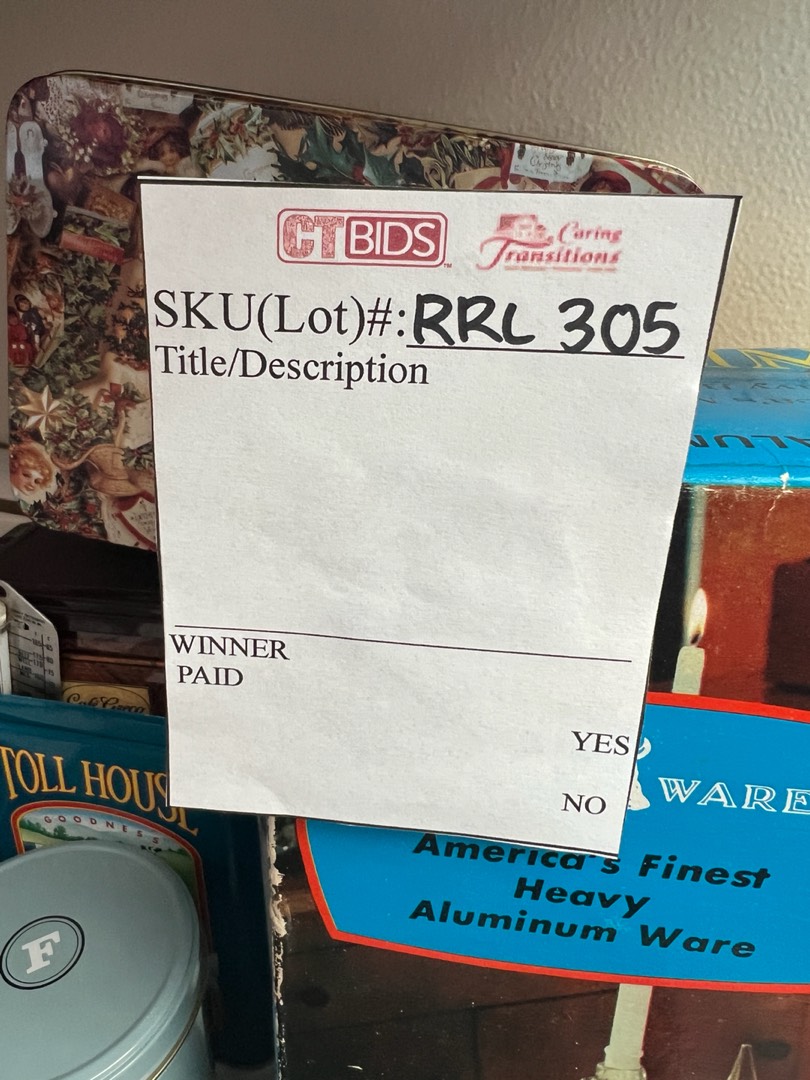 CTBIDS
Caring
Transitions
SKU(Lot)#: RRL 305
Title/Description
WINNER
PAID
YES
NO
TOLL HOUSE
GOODNESS
F
WARE
America's Finest
Heavy
Aluminum Ware